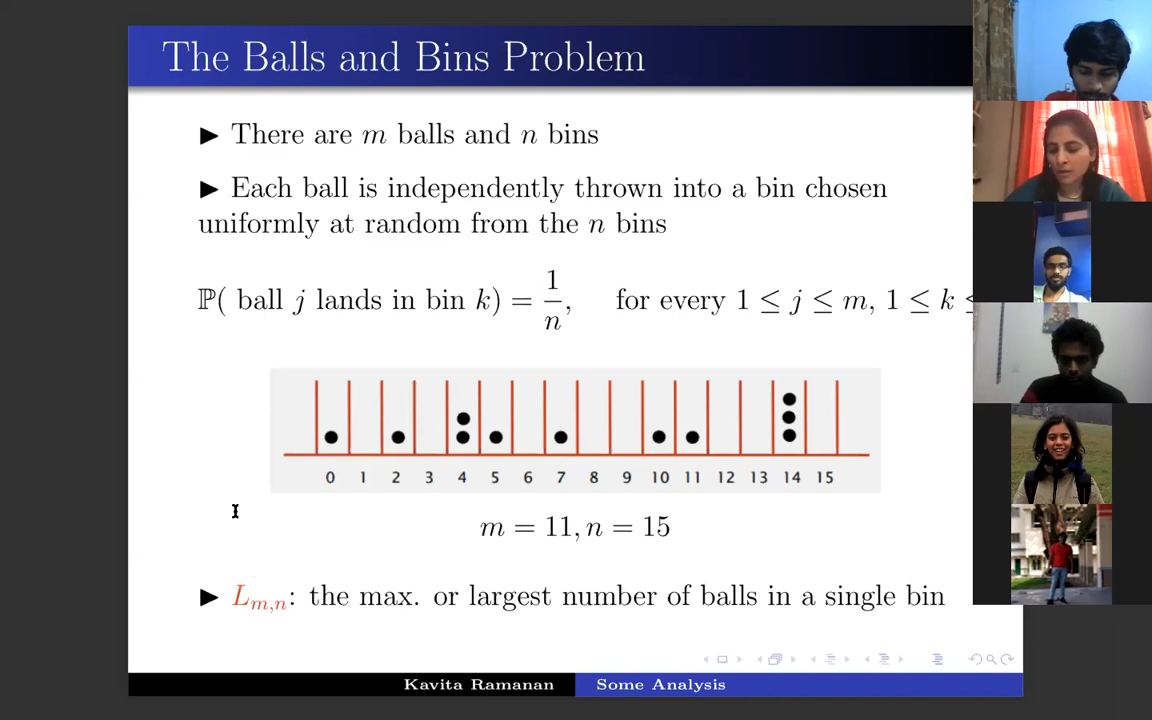 The Balls and Bins Problem
▶ There are m balls and n bins
▶ Each ball is independently thrown into a bin chosen
uniformly at random from the n bins
ℙ( ball j lands in bin k) = 1/n, for every 1 ≤ j ≤ m, 1 ≤ k ≤
0 1 2 3 4 5 6 7 8 9 10 11 12 13 14 15
m = 11, n = 15
▶ L_{m,n}: the max. or largest number of balls in a single bin
Kavita Ramanan Some Analysis